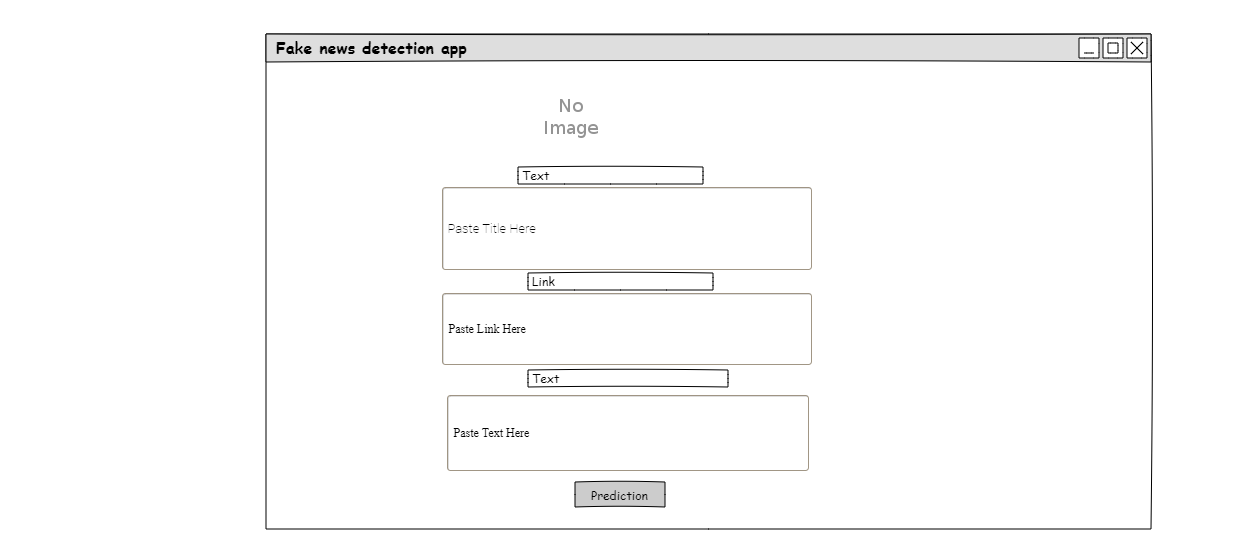 Fake news detection app
No
Image
Text
Paste Title Here
Link
Paste Link Here
Text
Paste Text Here
Prediction